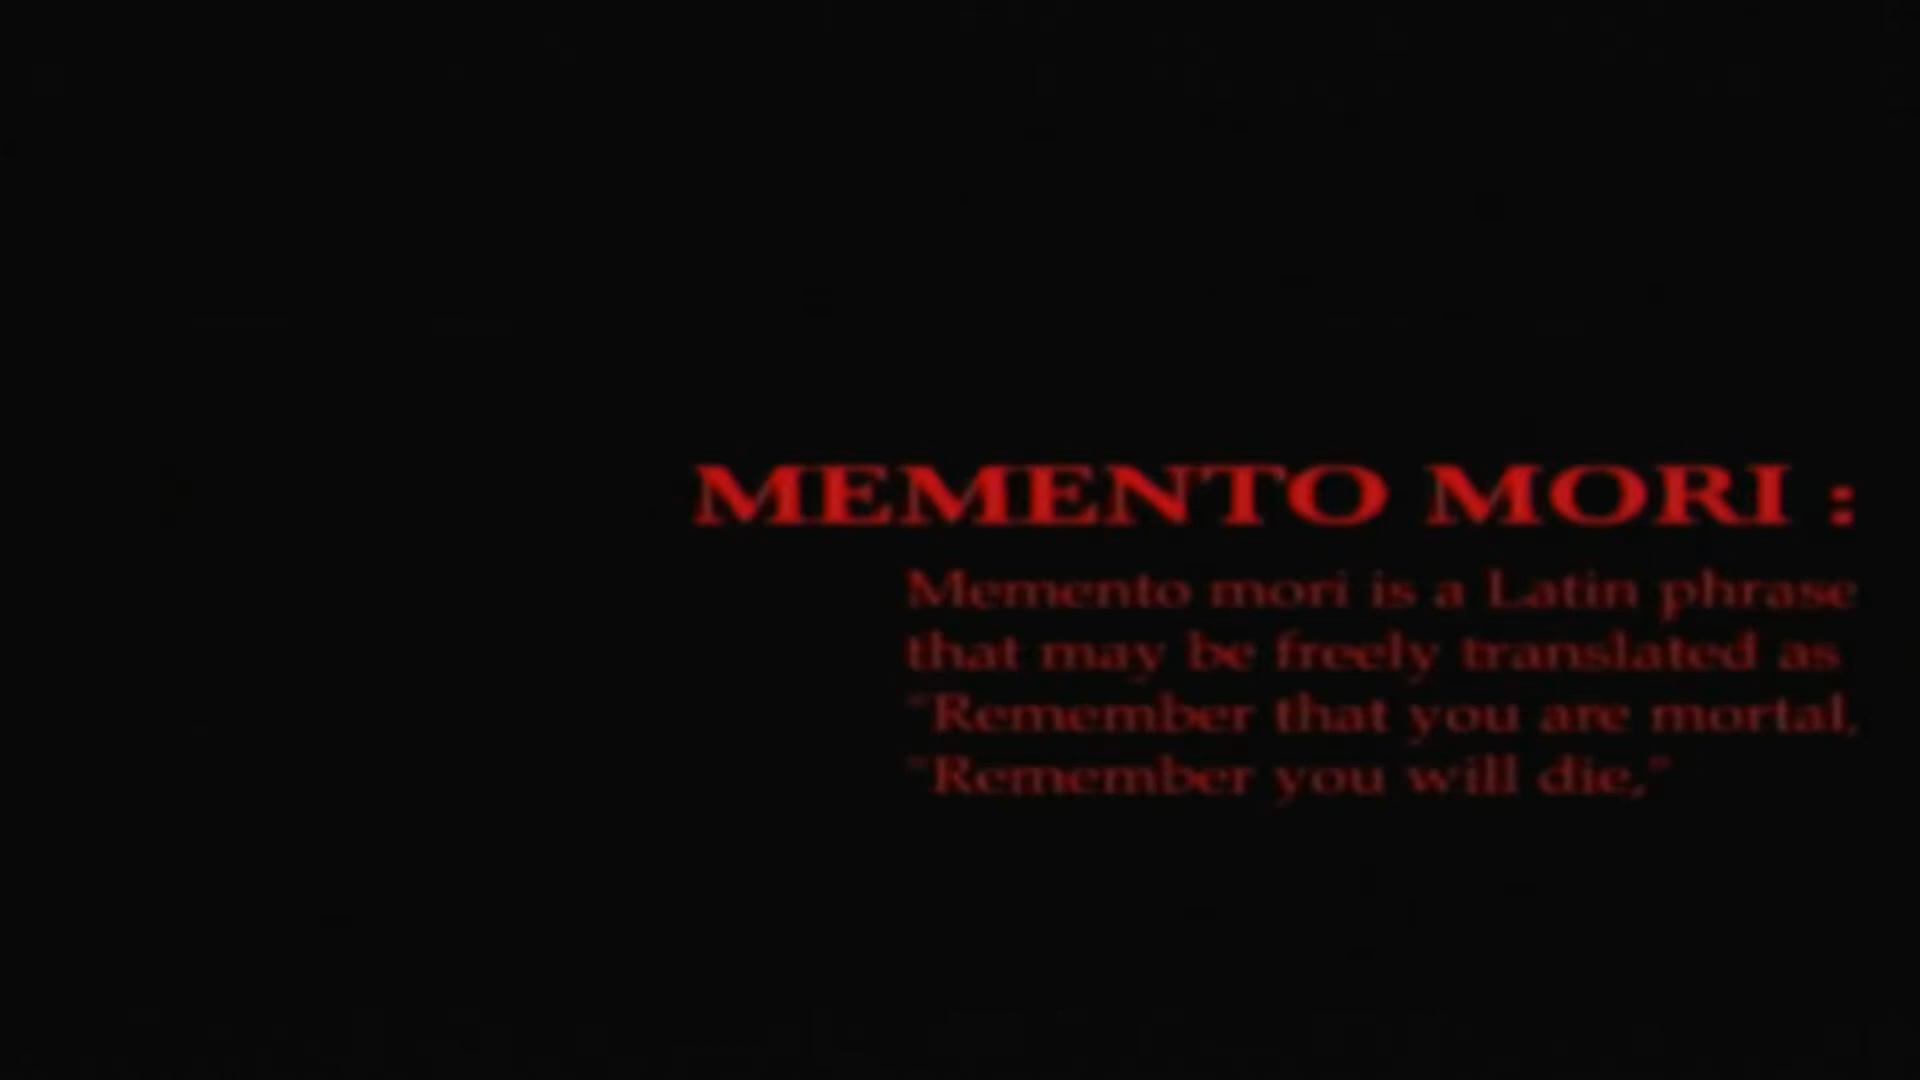 MEMENTO MORI :
Memento mori is a Latin phrase
that may be freely translated as
"Remember that you are mortal,
"Remember you will die,"